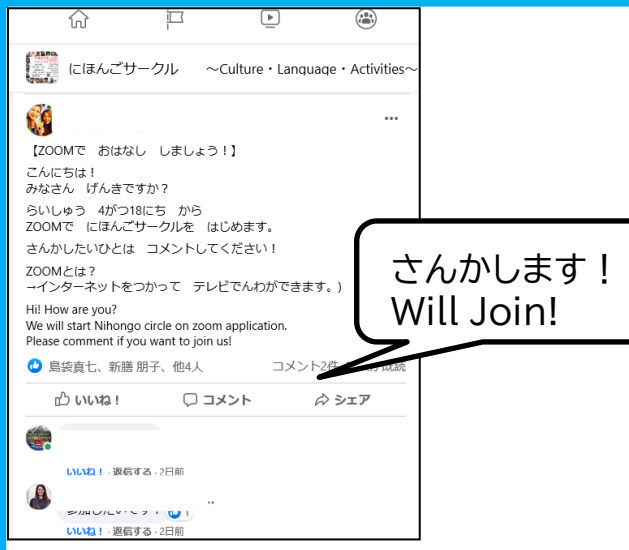 にほんごサークル　～Culture・Language・Activities～
【ZOOMで　おはなし　しましょう！】
こんにちは！
みなさん　げんきですか？
らいしゅう　4がつ18にち　から
ZOOMで　にほんごサークルを　はじめます。
さんかしたいひとは　コメントしてください！
ZOOMとは？
→インターネットをつかって　テレビでんわができます。)
Hi! How are you?
We will start Nihongo circle on zoom application.
Please comment if you want to join us!
さんかします！
Will Join!
島袋真七、新膳 朋子、他4人
コメント2件
既読
いいね！
コメント
シェア
いいね！・返信する・2日前
参加したいです！
1
いいね！・返信する・2日前